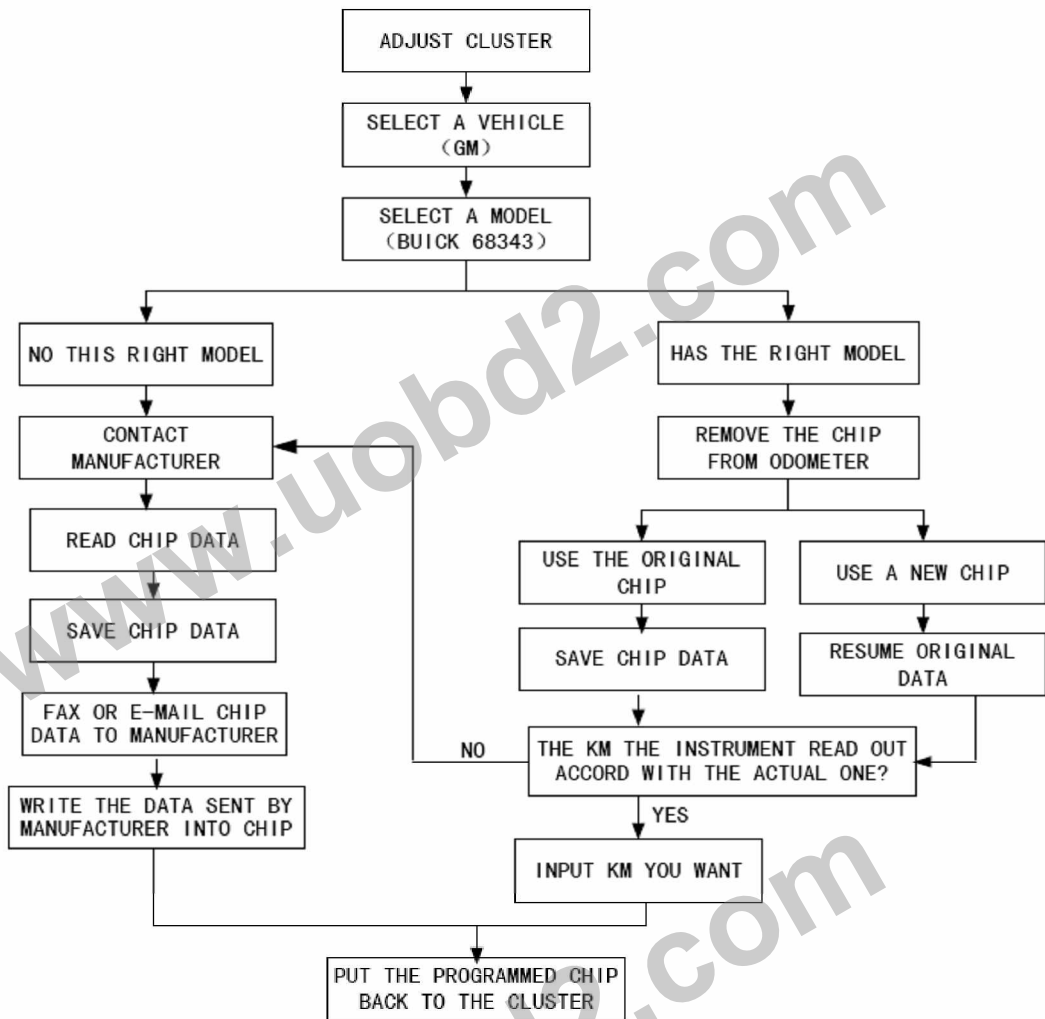 ADJUST CLUSTER
SELECT A VEHICLE
(GM)
SELECT A MODEL
(BUICK 68343)
NO THIS RIGHT MODEL
HAS THE RIGHT MODEL
CONTACT
MANUFACTURER
REMOVE THE CHIP
FROM ODOMETER
READ CHIP DATA
USE THE ORIGINAL
CHIP
USE A NEW CHIP
SAVE CHIP DATA
SAVE CHIP DATA
RESUME ORIGINAL
DATA
FAX OR E-MAIL CHIP
DATA TO MANUFACTURER
NO
THE KM THE INSTRUMENT READ OUT
ACCORD WITH THE ACTUAL ONE?
WRITE THE DATA SENT BY
MANUFACTURER INTO CHIP
YES
INPUT KM YOU WANT
PUT THE PROGRAMMED CHIP
BACK TO THE CLUSTER
www.uobd2.com
d2.com